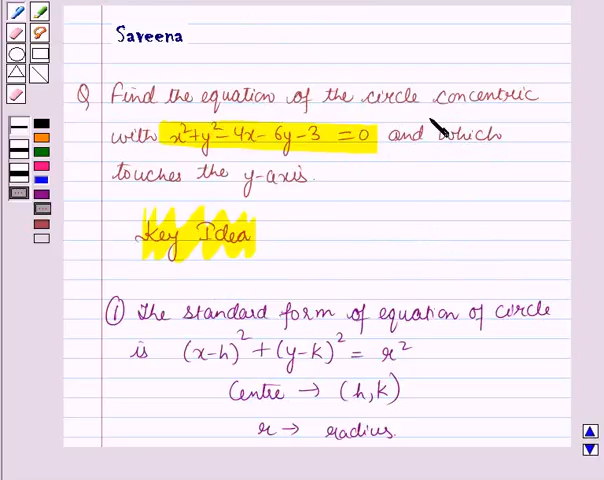 Saveena
Q Find the equation of the circle concentric
with x²+y²-4x-6y-3 =0 and which
touches the y-axis.
Key Idea
① The standard form of equation of circle
is (x-h)²+(y-k)² = r²
Centre → (h,k)
r → radius.